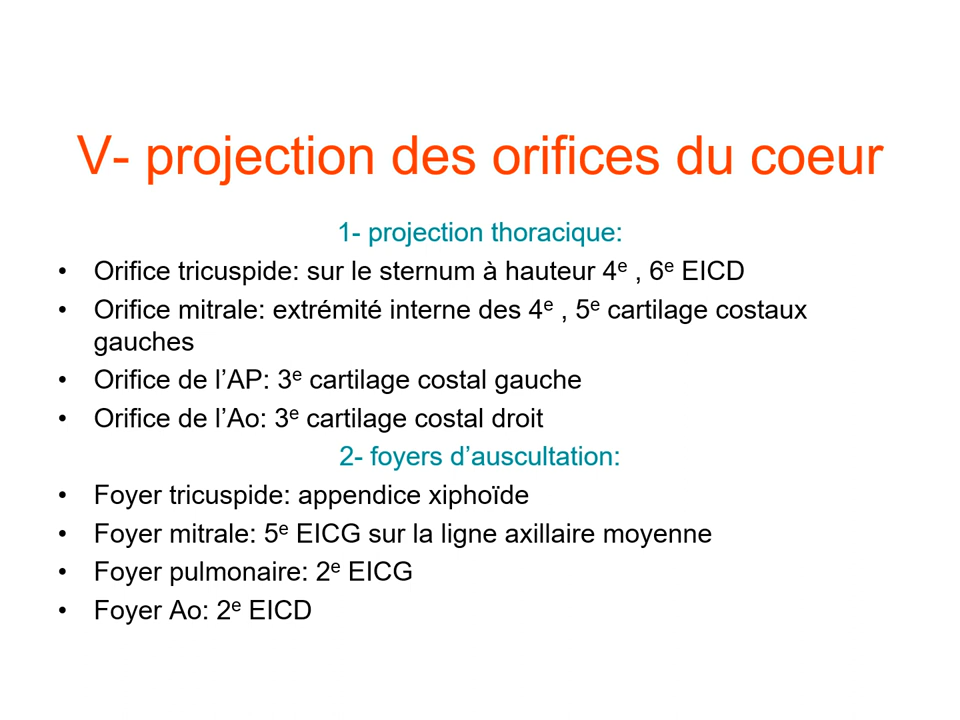 V- projection des orifices du coeur
1- projection thoracique:
• Orifice tricuspide: sur le sternum à hauteur 4e , 6e EICD
• Orifice mitrale: extrémité interne des 4e , 5e cartilage costaux
gauches
• Orifice de l’AP: 3e cartilage costal gauche
• Orifice de l’Ao: 3e cartilage costal droit
2- foyers d’auscultation:
• Foyer tricuspide: appendice xiphoïde
• Foyer mitrale: 5e EICG sur la ligne axillaire moyenne
• Foyer pulmonaire: 2e EICG
• Foyer Ao: 2e EICD